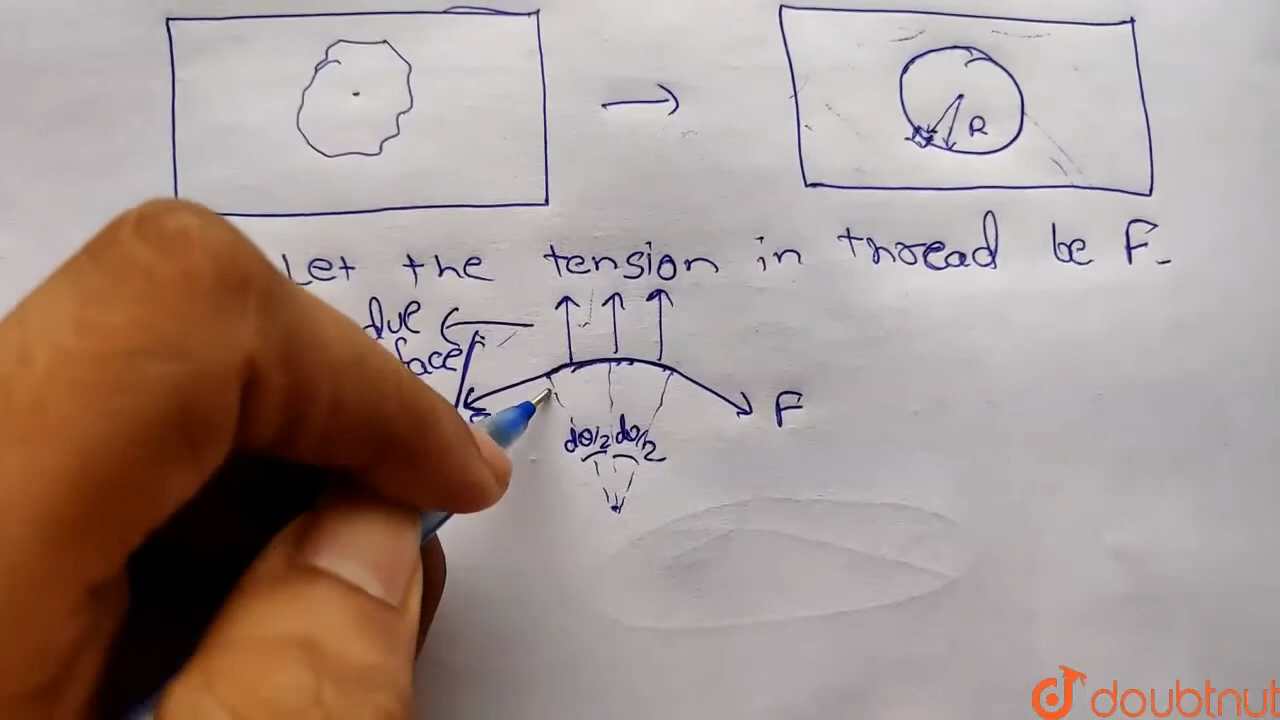 R
Let the tension in thread be F.
due
face
F
dθ/2 dθ/2
doubtnut